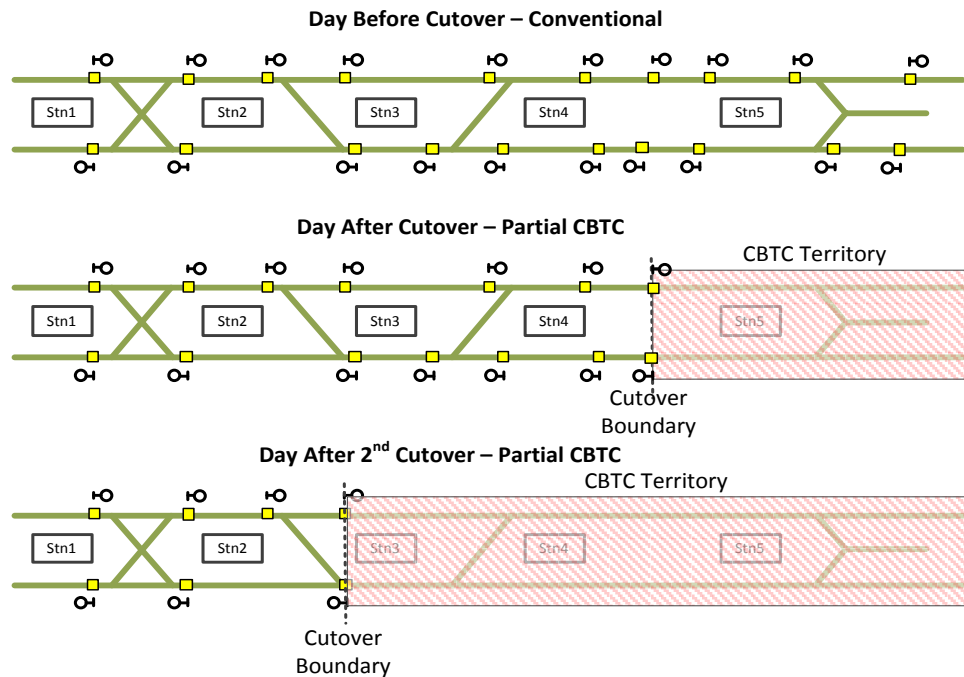 Day Before Cutover – Conventional
Stn1
Stn2
Stn3
Stn4
Stn5
Day After Cutover – Partial CBTC
CBTC Territory
Stn1
Stn2
Stn3
Stn4
Stn5
Cutover
Boundary
Day After 2nd Cutover – Partial CBTC
CBTC Territory
Stn1
Stn2
Stn3
Stn4
Stn5
Cutover
Boundary